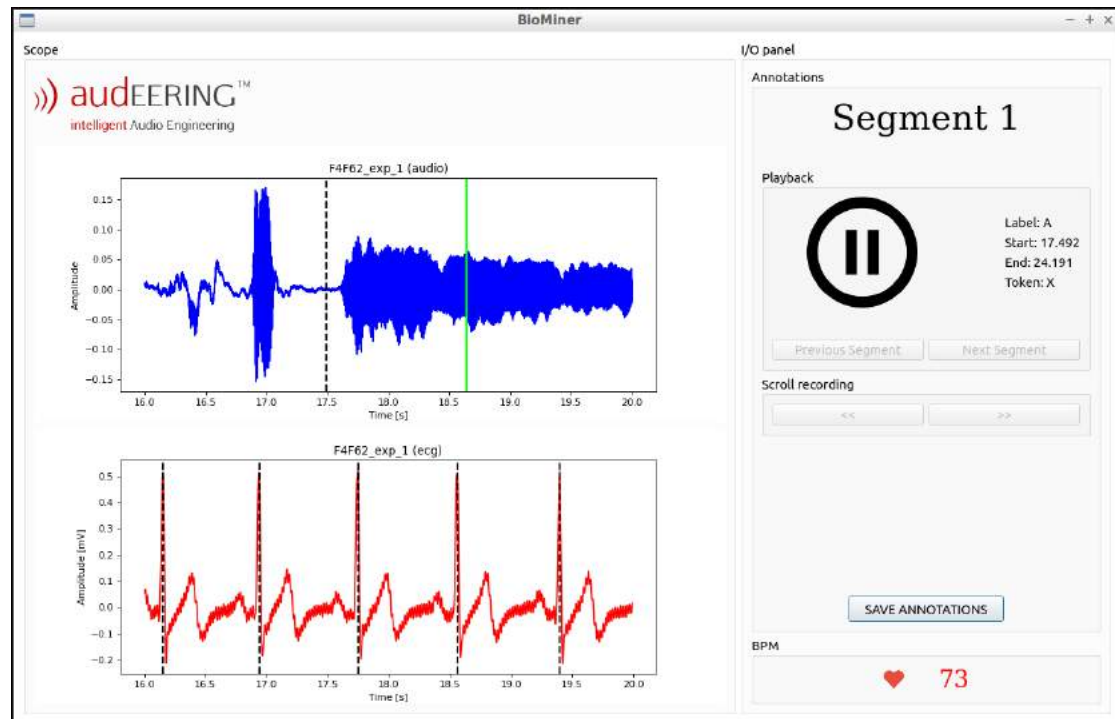 BioMiner
Scope
audEERING™
intelligent Audio Engineering
F4F62_exp_1 (audio)
Amplitude
0.15
0.10
0.05
0.00
−0.05
−0.10
−0.15
16.0 16.5 17.0 17.5 18.0 18.5 19.0 19.5 20.0
Time [s]
F4F62_exp_1 (ecg)
Amplitude [mV]
0.5
0.4
0.3
0.2
0.1
0.0
−0.1
−0.2
16.0 16.5 17.0 17.5 18.0 18.5 19.0 19.5 20.0
Time [s]
I/O panel
Annotations
Segment 1
Playback
Label: A
Start: 17.492
End: 24.191
Token: X
Previous Segment Next Segment
Scroll recording
<< >>
SAVE ANNOTATIONS
BPM
73